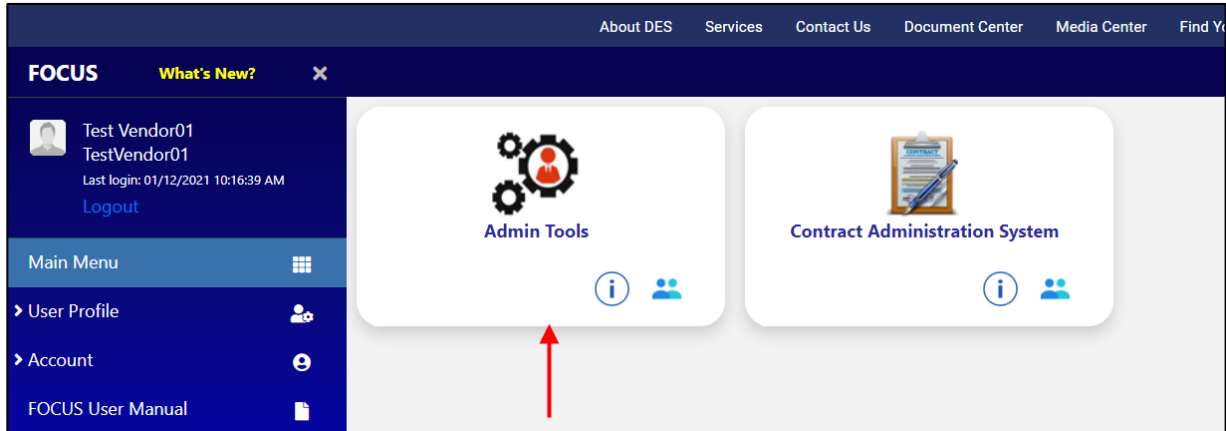 About DES Services Contact Us Document Center Media Center Find Yo
FOCUS What's New?
Test Vendor01
TestVendor01
Last login: 01/12/2021 10:16:39 AM
Logout
Main Menu
User Profile
Account
FOCUS User Manual
Admin Tools
CONTRACT
Contract Administration System